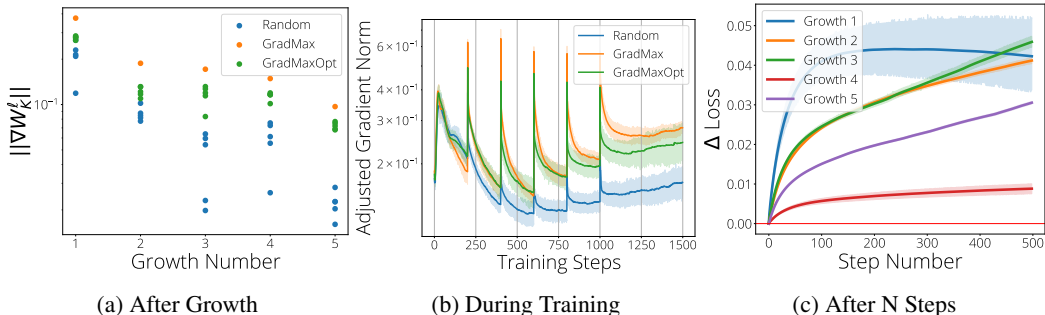 Random
GradMax
GradMaxOpt
10⁻¹
||∇W_K^ℓ||
1 2 3 4 5
Growth Number
(a) After Growth
Random
GradMax
GradMaxOpt
6 × 10⁻¹
4 × 10⁻¹
3 × 10⁻¹
2 × 10⁻¹
Adjusted Gradient Norm
0 250 500 750 1000 1250 1500
Training Steps
(b) During Training
Growth 1
Growth 2
Growth 3
Growth 4
Growth 5
0.05
0.04
0.03
0.02
0.01
0.00
Δ Loss
0 100 200 300 400 500
Step Number
(c) After N Steps